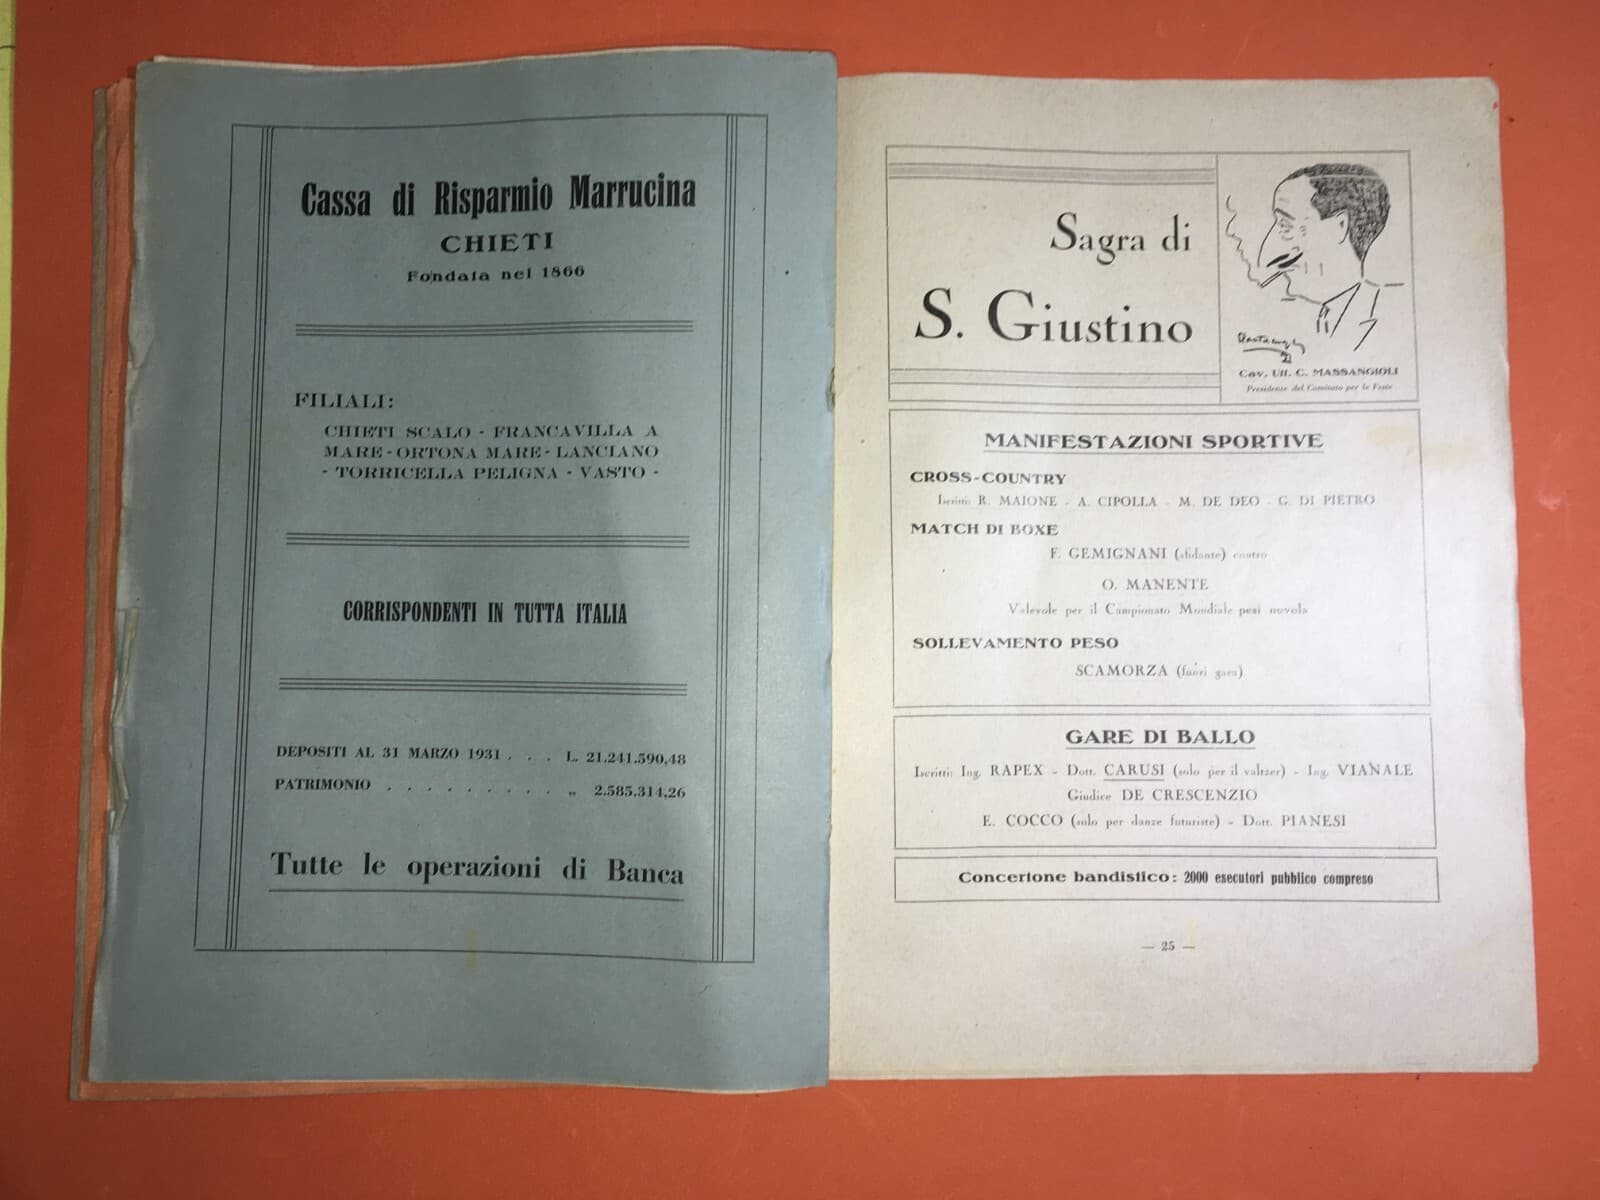 Cassa di Risparmio Marrucina
CHIETI
Fondata nel 1866
FILIALI:
CHIETI SCALO - FRANCAVILLA A
MARE - ORTONA MARE - LANCIANO
- TORRICELLA PELIGNA - VASTO -
CORRISPONDENTI IN TUTTA ITALIA
DEPOSITI AL 31 MARZO 1931 . . . L. 21.241.590,48
PATRIMONIO . . . . . . . . . . „ 2.585.314,26
Tutte le operazioni di Banca
Sagra di
S. Giustino
Cav. Uff. C. MASSANGIOLI
Presidente del Comitato per le Feste
MANIFESTAZIONI SPORTIVE
CROSS-COUNTRY
Iscritti: R. MAIONE - A. CIPOLLA - M. DE DEO - G. DI PIETRO
MATCH DI BOXE
F. GEMIGNANI (sfidante) contro
O. MANENTE
Valevole per il Campionato Mondiale pesi nuvola
SOLLEVAMENTO PESO
SCAMORZA (fuori gara)
GARE DI BALLO
Iscritti: Ing. RAPEX - Dott. CARUSI (solo per il valtzer) - Ing. VIANALE
Giudice DE CRESCENZIO
E. COCCO (solo per danze futuriste) - Dott. PIANESI
Concertone bandistico: 2000 esecutori pubblico compreso
— 25 —